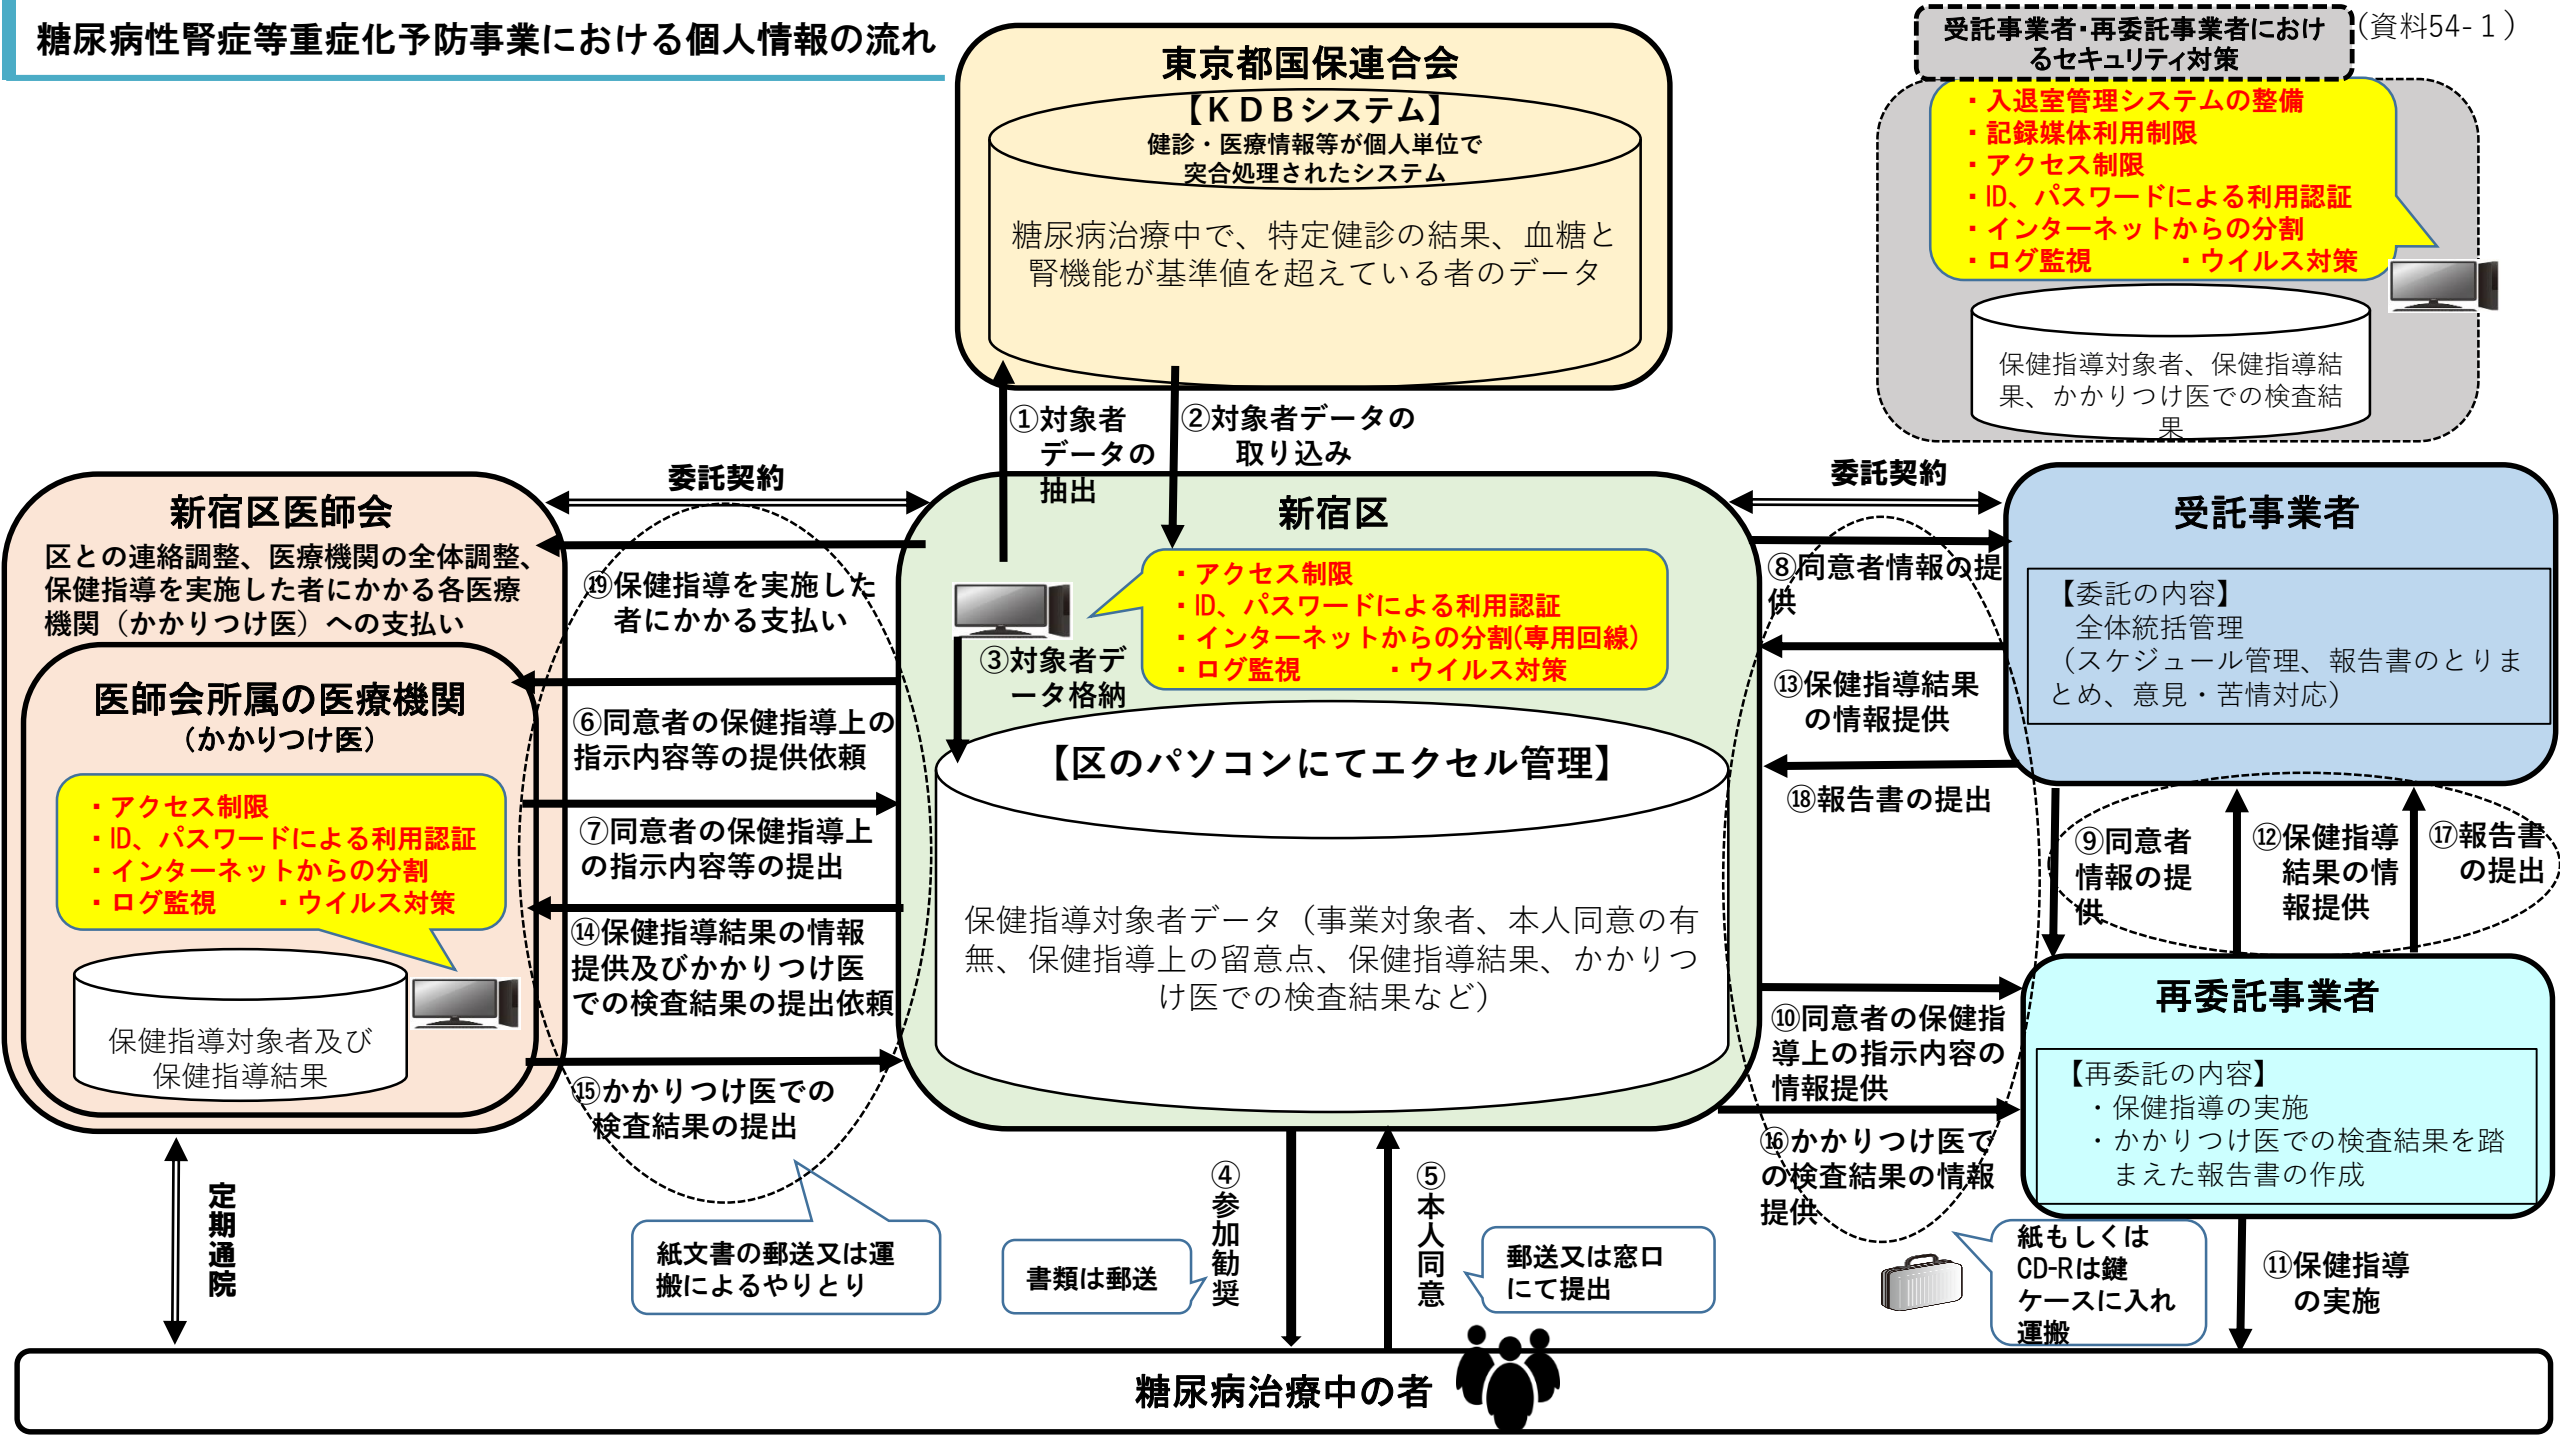 糖尿病性腎症等重症化予防事業における個人情報の流れ
(資料54-１)
東京都国保連合会
【ＫＤＢシステム】
健診・医療情報等が個人単位で
突合処理されたシステム
糖尿病治療中で、特定健診の結果、血糖と
腎機能が基準値を超えている者のデータ
受託事業者・再委託事業者におけ
るセキュリティ対策
・入退室管理システムの整備
・記録媒体利用制限
・アクセス制限
・ID、パスワードによる利用認証
・インターネットからの分割
・ログ監視　　　・ウイルス対策
保健指導対象者、保健指導結
果、かかりつけ医での検査結
果
①対象者
データの
抽出
②対象者データの
取り込み
委託契約
委託契約
新宿区医師会
区との連絡調整、医療機関の全体調整、
保健指導を実施した者にかかる各医療
機関（かかりつけ医）への支払い
医師会所属の医療機関
（かかりつけ医）
・アクセス制限
・ID、パスワードによる利用認証
・インターネットからの分割
・ログ監視　　・ウイルス対策
保健指導対象者及び
保健指導結果
⑲保健指導を実施した
者にかかる支払い
⑥同意者の保健指導上の
指示内容等の提供依頼
⑦同意者の保健指導上
の指示内容等の提出
⑭保健指導結果の情報
提供及びかかりつけ医
での検査結果の提出依頼
⑮かかりつけ医での
検査結果の提出
新宿区
・アクセス制限
・ID、パスワードによる利用認証
・インターネットからの分割(専用回線)
・ログ監視　　　・ウイルス対策
③対象者デ
ータ格納
【区のパソコンにてエクセル管理】
保健指導対象者データ（事業対象者、本人同意の有
無、保健指導上の留意点、保健指導結果、かかりつ
け医での検査結果など）
⑧同意者情報の提
供
⑬保健指導結果
の情報提供
⑱報告書の提出
⑩同意者の保健指
導上の指示内容の
情報提供
⑯かかりつけ医で
の検査結果の情報
提供
受託事業者
【委託の内容】
全体統括管理
（スケジュール管理、報告書のとりま
とめ、意見・苦情対応）
⑨同意者
情報の提
供
⑫保健指導
結果の情
報提供
⑰報告書
の提出
再委託事業者
【再委託の内容】
・保健指導の実施
・かかりつけ医での検査結果を踏
まえた報告書の作成
定期通院
紙文書の郵送又は運
搬によるやりとり
書類は郵送
④参加勧奨
⑤本人同意
郵送又は窓口
にて提出
紙もしくは
CD-Rは鍵
ケースに入れ
運搬
⑪保健指導
の実施
糖尿病治療中の者